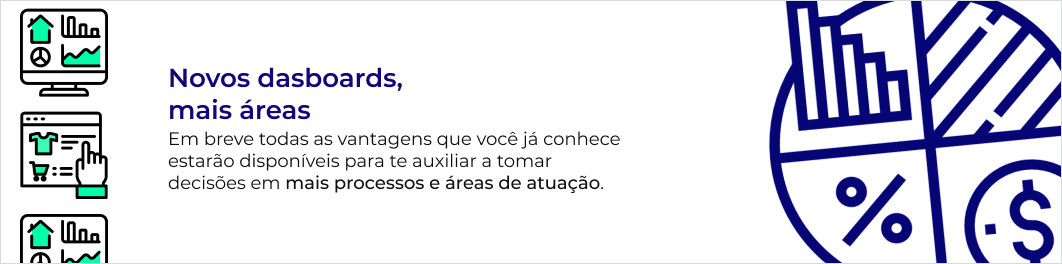 Novos dasboards,
mais áreas
Em breve todas as vantagens que você já conhece
estarão disponíveis para te auxiliar a tomar
decisões em mais processos e áreas de atuação.
%
$